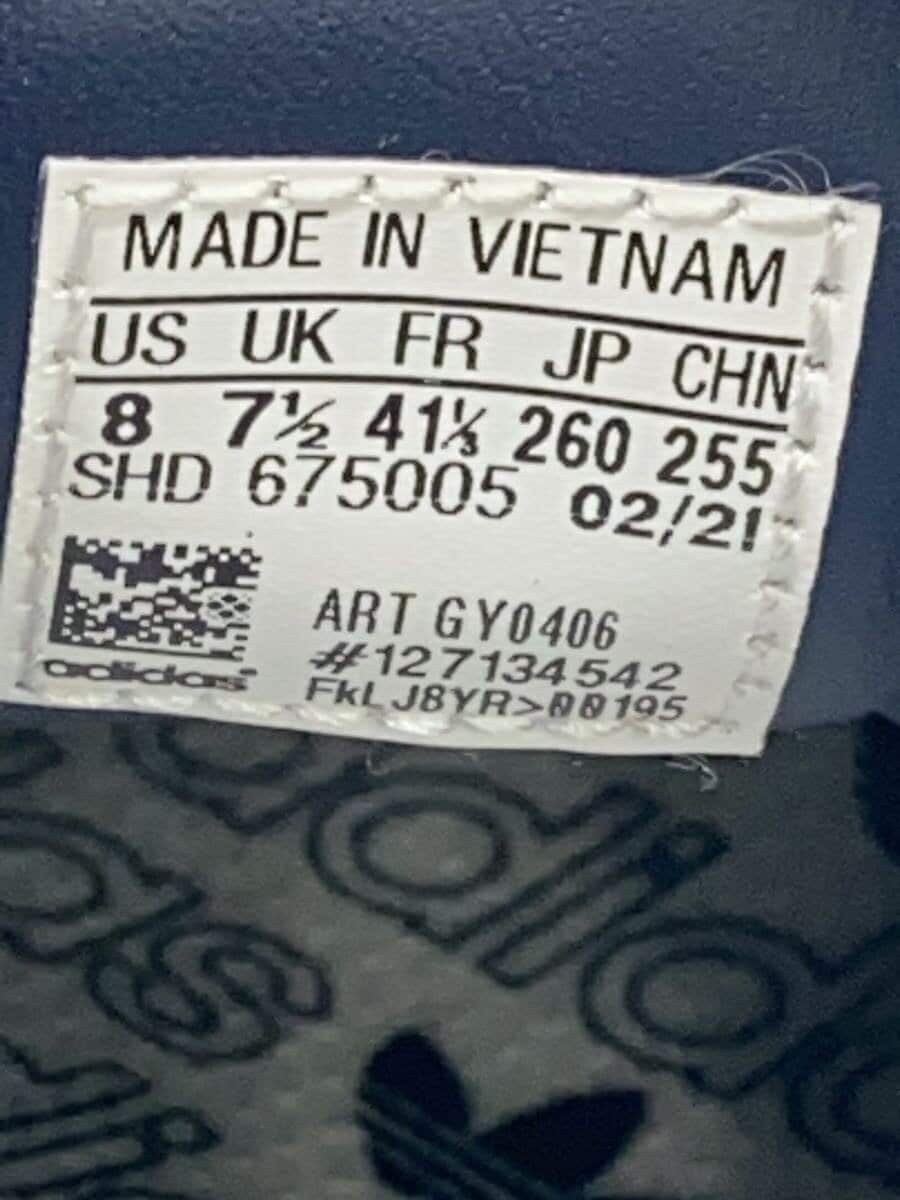 MADE IN VIETNAM
US UK FR JP CHN
8 7½ 41⅓ 260 255
SHD 675005 02/21
ART GY0406
#127134542
FkLJ8YR>00195
adidas
adidas